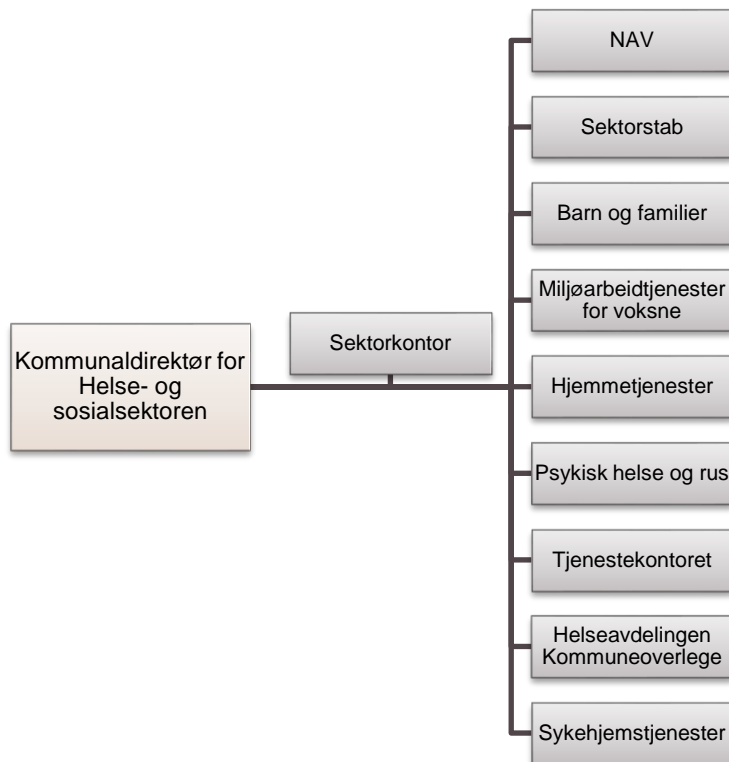 Kommunaldirektør for
Helse- og
sosialsektoren
Sektorkontor
NAV
Sektorstab
Barn og familier
Miljøarbeidtjenester
for voksne
Hjemmetjenester
Psykisk helse og rus
Tjenestekontoret
Helseavdelingen
Kommuneoverlege
Sykehjemstjenester